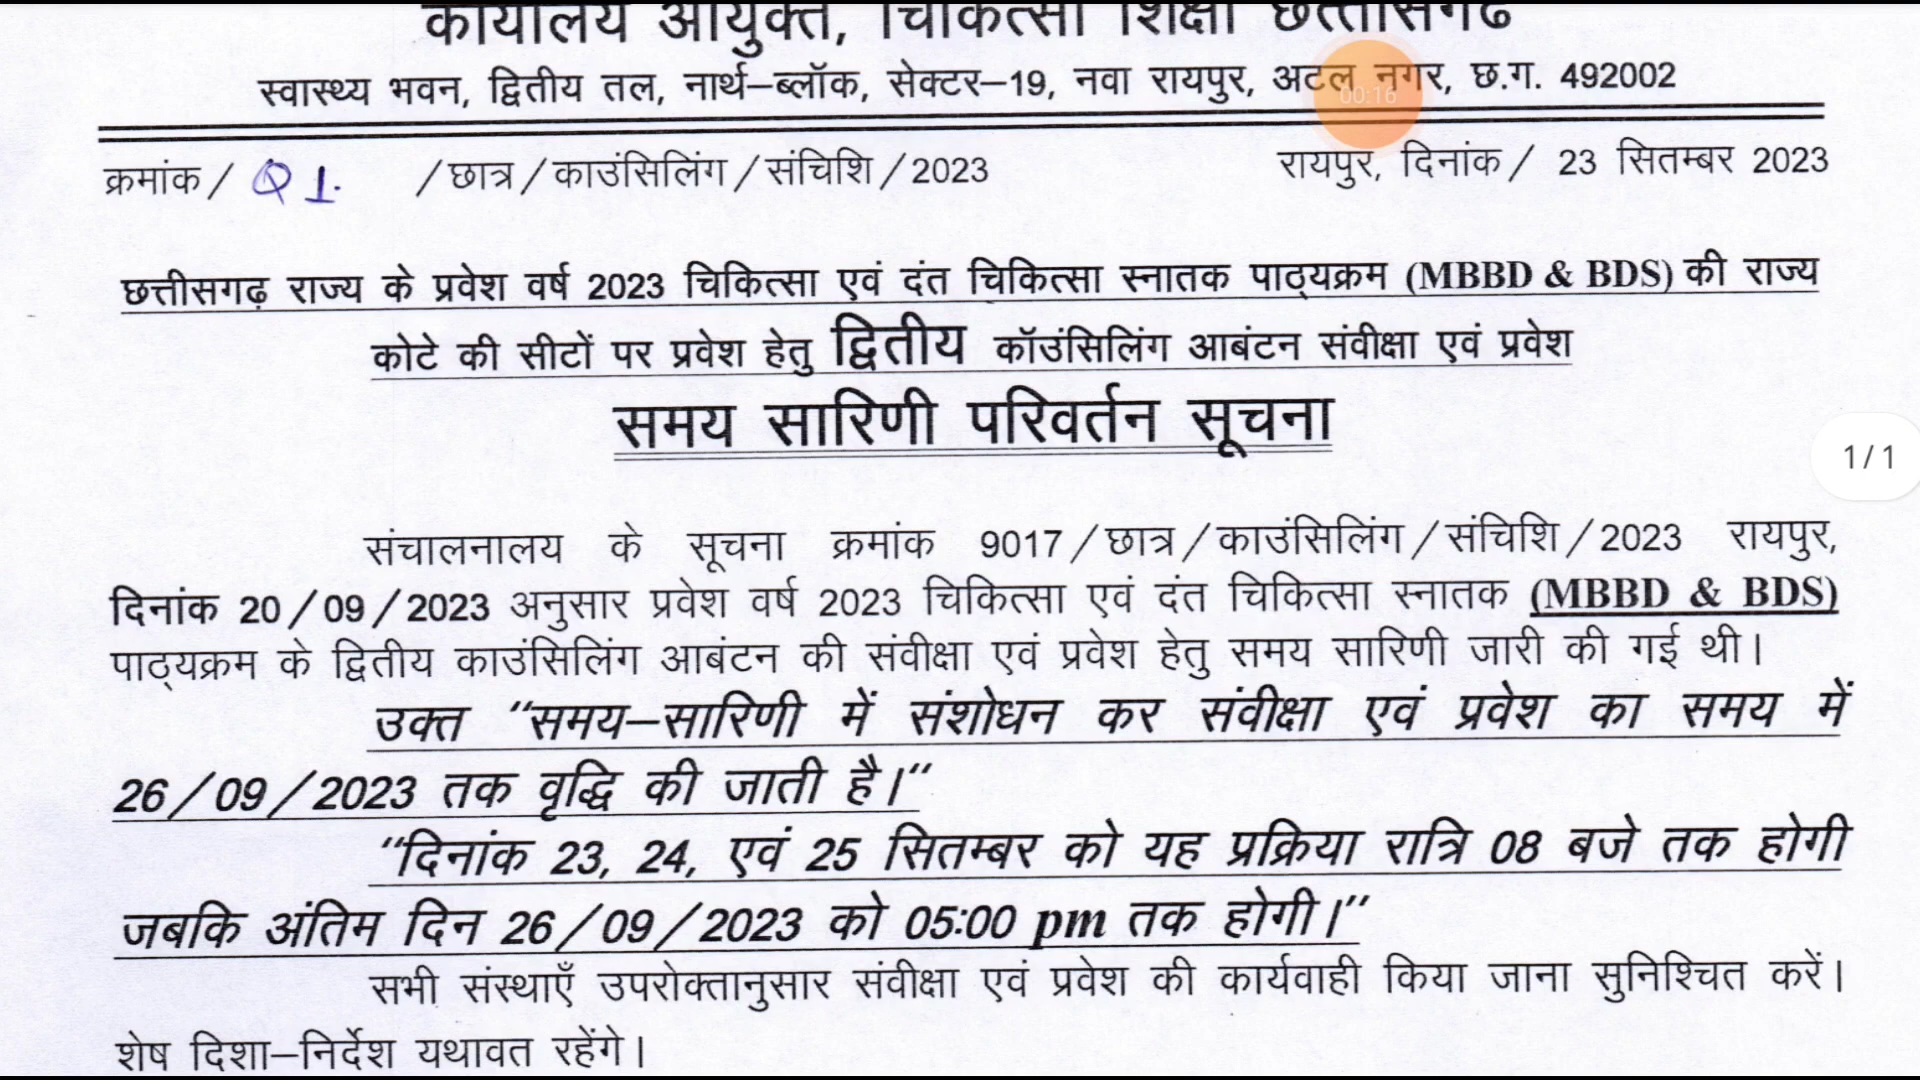 कार्यालय आयुक्त, चिकित्सा शिक्षा छत्तीसगढ़
स्वास्थ्य भवन, द्वितीय तल, नार्थ–ब्लॉक, सेक्टर–19, नवा रायपुर, अटल नगर, छ.ग. 492002
00:16
क्रमांक / /छात्र/काउंसिलिंग/संचिशि/2023 रायपुर, दिनांक/ 23 सितम्बर 2023
छत्तीसगढ़ राज्य के प्रवेश वर्ष 2023 चिकित्सा एवं दंत चिकित्सा स्नातक पाठ्यक्रम (MBBD & BDS) की राज्य
कोटे की सीटों पर प्रवेश हेतु द्वितीय कॉउंसिलिंग आबंटन संवीक्षा एवं प्रवेश
समय सारिणी परिवर्तन सूचना
1/1
संचालनालय के सूचना क्रमांक 9017/छात्र/काउंसिलिंग/संचिशि/2023 रायपुर,
दिनांक 20/09/2023 अनुसार प्रवेश वर्ष 2023 चिकित्सा एवं दंत चिकित्सा स्नातक (MBBD & BDS)
पाठ्यक्रम के द्वितीय काउंसिलिंग आबंटन की संवीक्षा एवं प्रवेश हेतु समय सारिणी जारी की गई थी।
उक्त "समय–सारिणी में संशोधन कर संवीक्षा एवं प्रवेश का समय में
26/09/2023 तक वृद्धि की जाती है।"
"दिनांक 23, 24, एवं 25 सितम्बर को यह प्रक्रिया रात्रि 08 बजे तक होगी
जबकि अंतिम दिन 26/09/2023 को 05:00 pm तक होगी।"
सभी संस्थाएँ उपरोक्तानुसार संवीक्षा एवं प्रवेश की कार्यवाही किया जाना सुनिश्चित करें।
शेष दिशा–निर्देश यथावत रहेंगे।